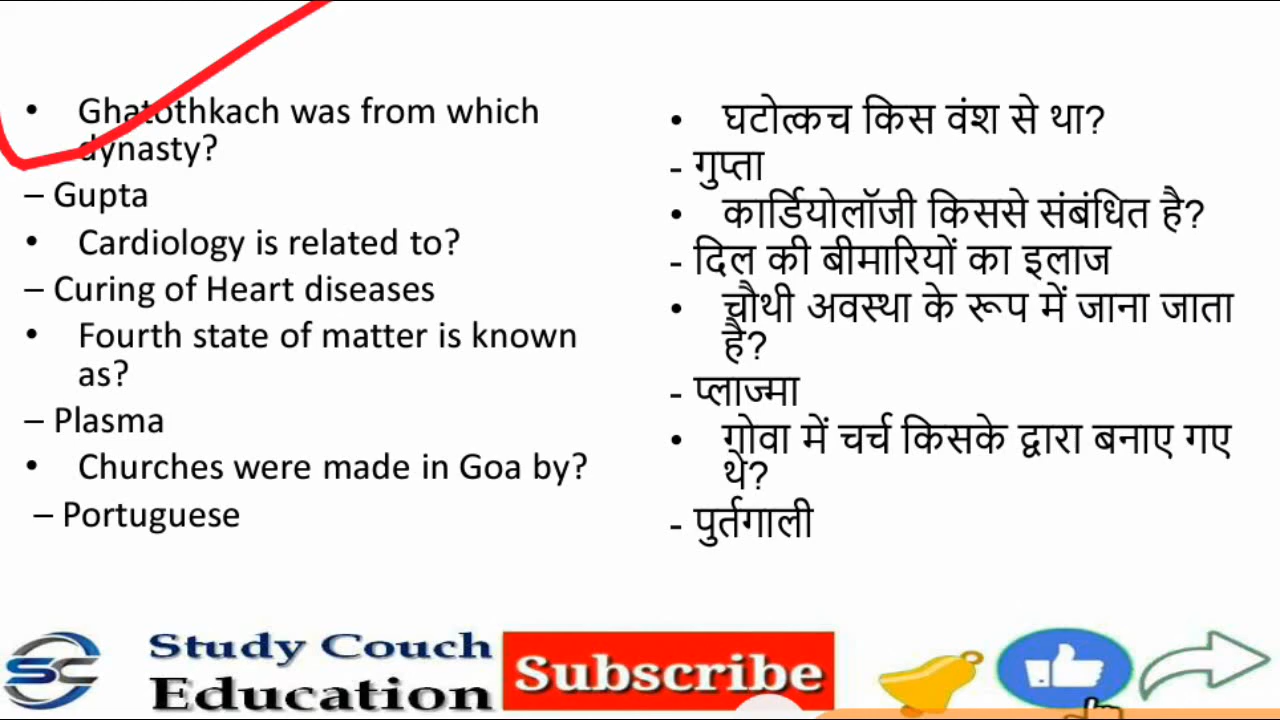 • Ghatothkach was from which
dynasty?
– Gupta
• Cardiology is related to?
– Curing of Heart diseases
• Fourth state of matter is known
as?
– Plasma
• Churches were made in Goa by?
– Portuguese
• घटोत्कच किस वंश से था?
- गुप्ता
• कार्डियोलॉजी किससे संबंधित है?
- दिल की बीमारियों का इलाज
• चौथी अवस्था के रूप में जाना जाता
है?
- प्लाज्मा
• गोवा में चर्च किसके द्वारा बनाए गए
थे?
- पुर्तगाली
SC
Study Couch
Education
Subscribe